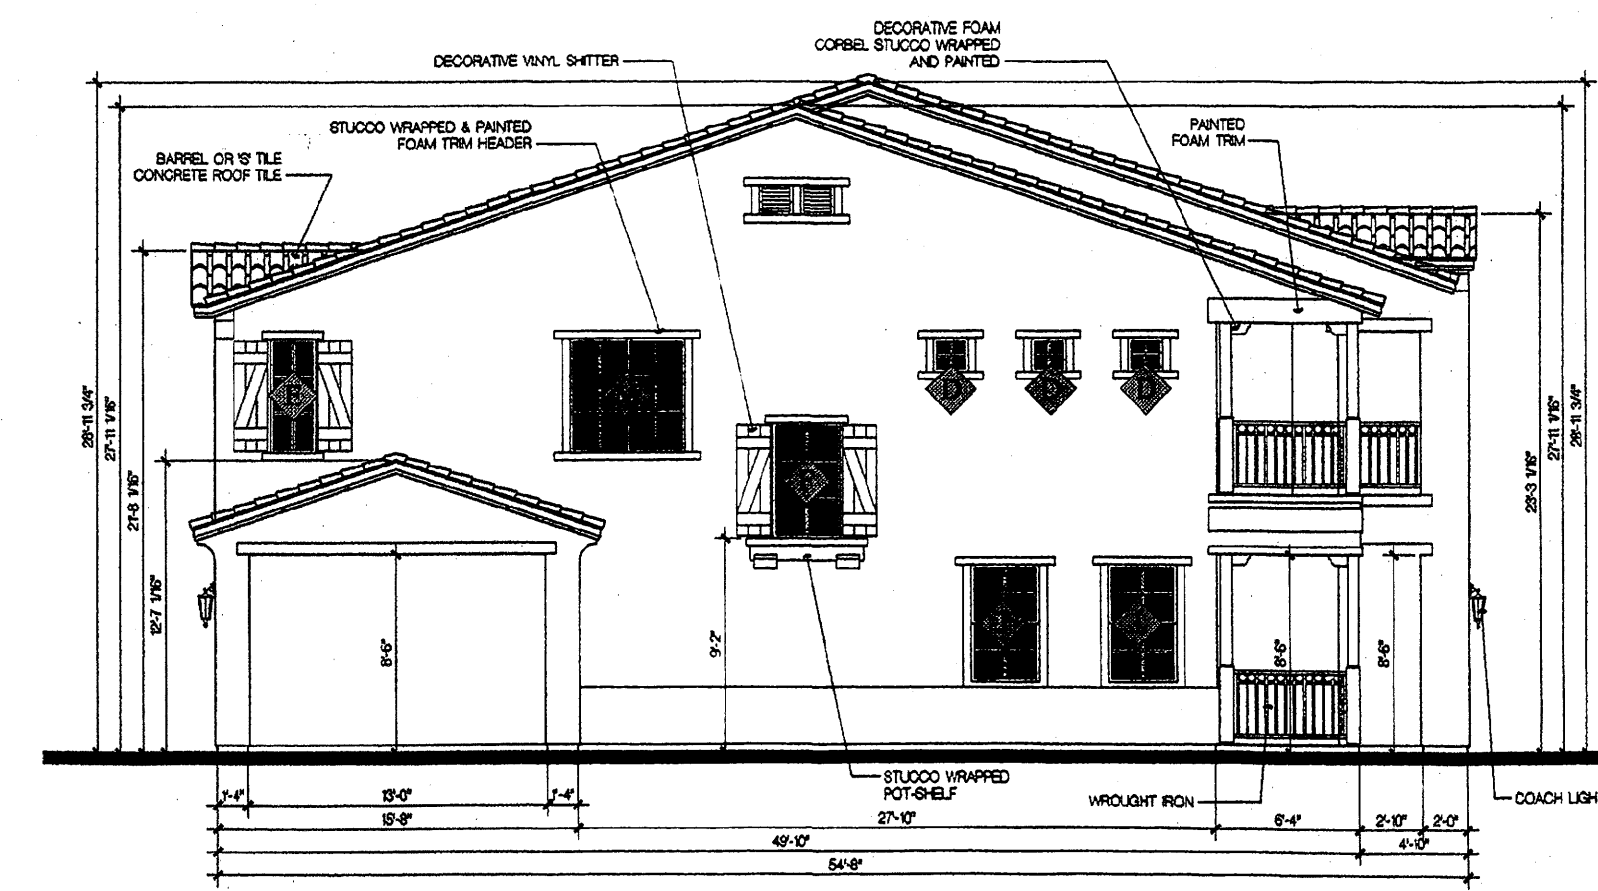 DECORATIVE FOAM
CORBEL STUCCO WRAPPED
AND PAINTED
DECORATIVE VINYL SHITTER
STUCCO WRAPPED & PAINTED
FOAM TRIM HEADER
PAINTED
FOAM TRIM
BARREL OR 'S' TILE
CONCRETE ROOF TILE
28'-11 3/4"
27'-11 1/16"
21'-8 1/16"
12'-7 1/16"
E
D
D
D
8'-6"
9'-2"
8'-6"
8'-6"
23'-3 1/16"
27'-11 1/16"
28'-11 3/4"
STUCCO WRAPPED
POT-SHELF
WROUGHT IRON
COACH LIGH
1'-4"
13'-0"
1'-4"
15'-8"
27'-10"
6'-4"
2'-10"
2'-0"
49'-10"
4'-10"
54'-8"